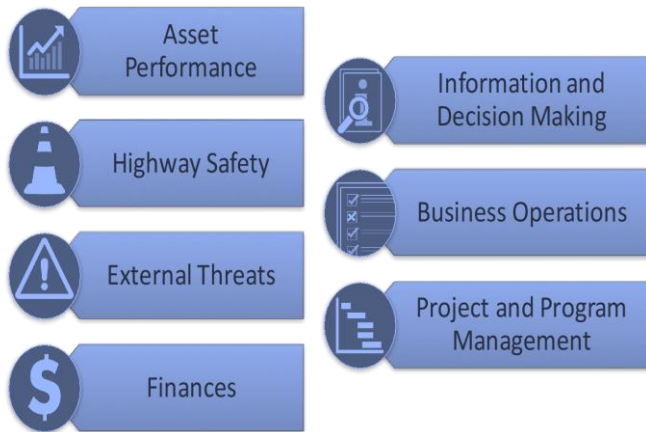 Asset
Performance
Highway Safety
External Threats
Finances
Information and
Decision Making
Business Operations
Project and Program
Management